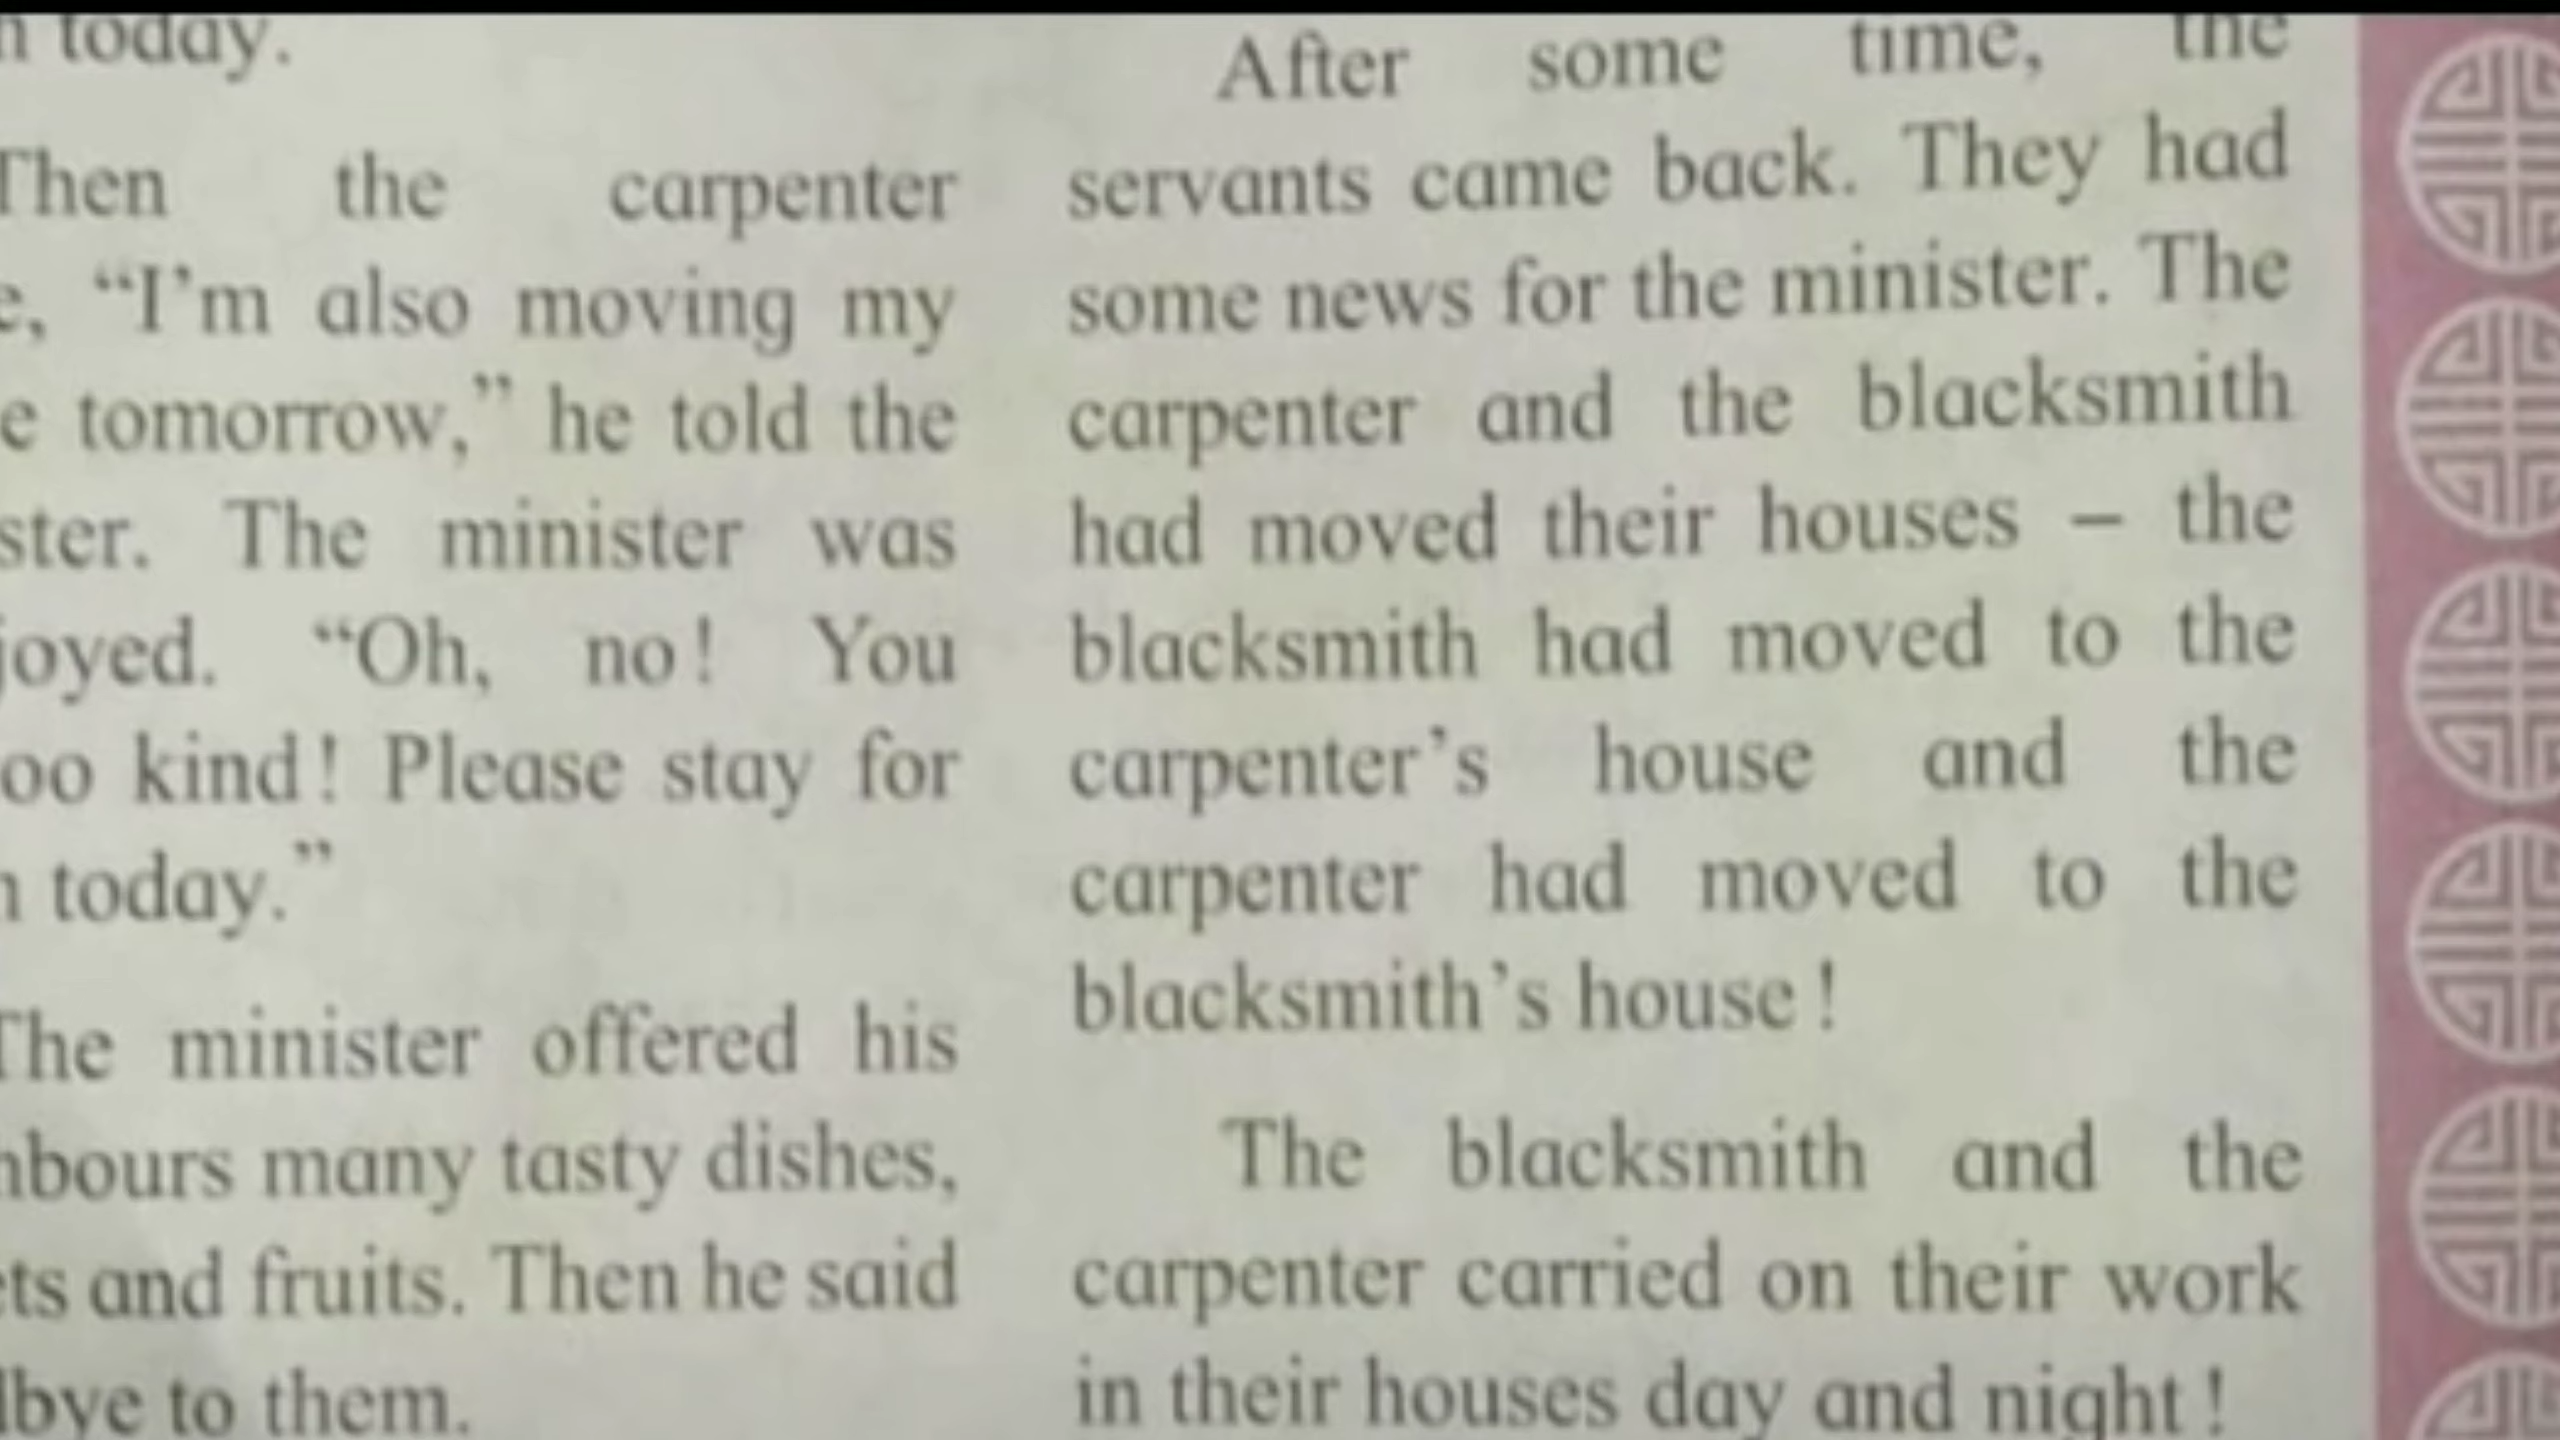 today.
Then the carpenter
“I’m also moving my
tomorrow,” he told the
The minister was
“Oh, no! You
kind! Please stay for
today.”
The minister offered his
many tasty dishes,
and fruits. Then he said
to them.
After some time, the
servants came back. They had
some news for the minister. The
carpenter and the blacksmith
had moved their houses – the
blacksmith had moved to the
carpenter’s house and the
carpenter had moved to the
blacksmith’s house!
The blacksmith and the
carpenter carried on their work
in their houses day and night!